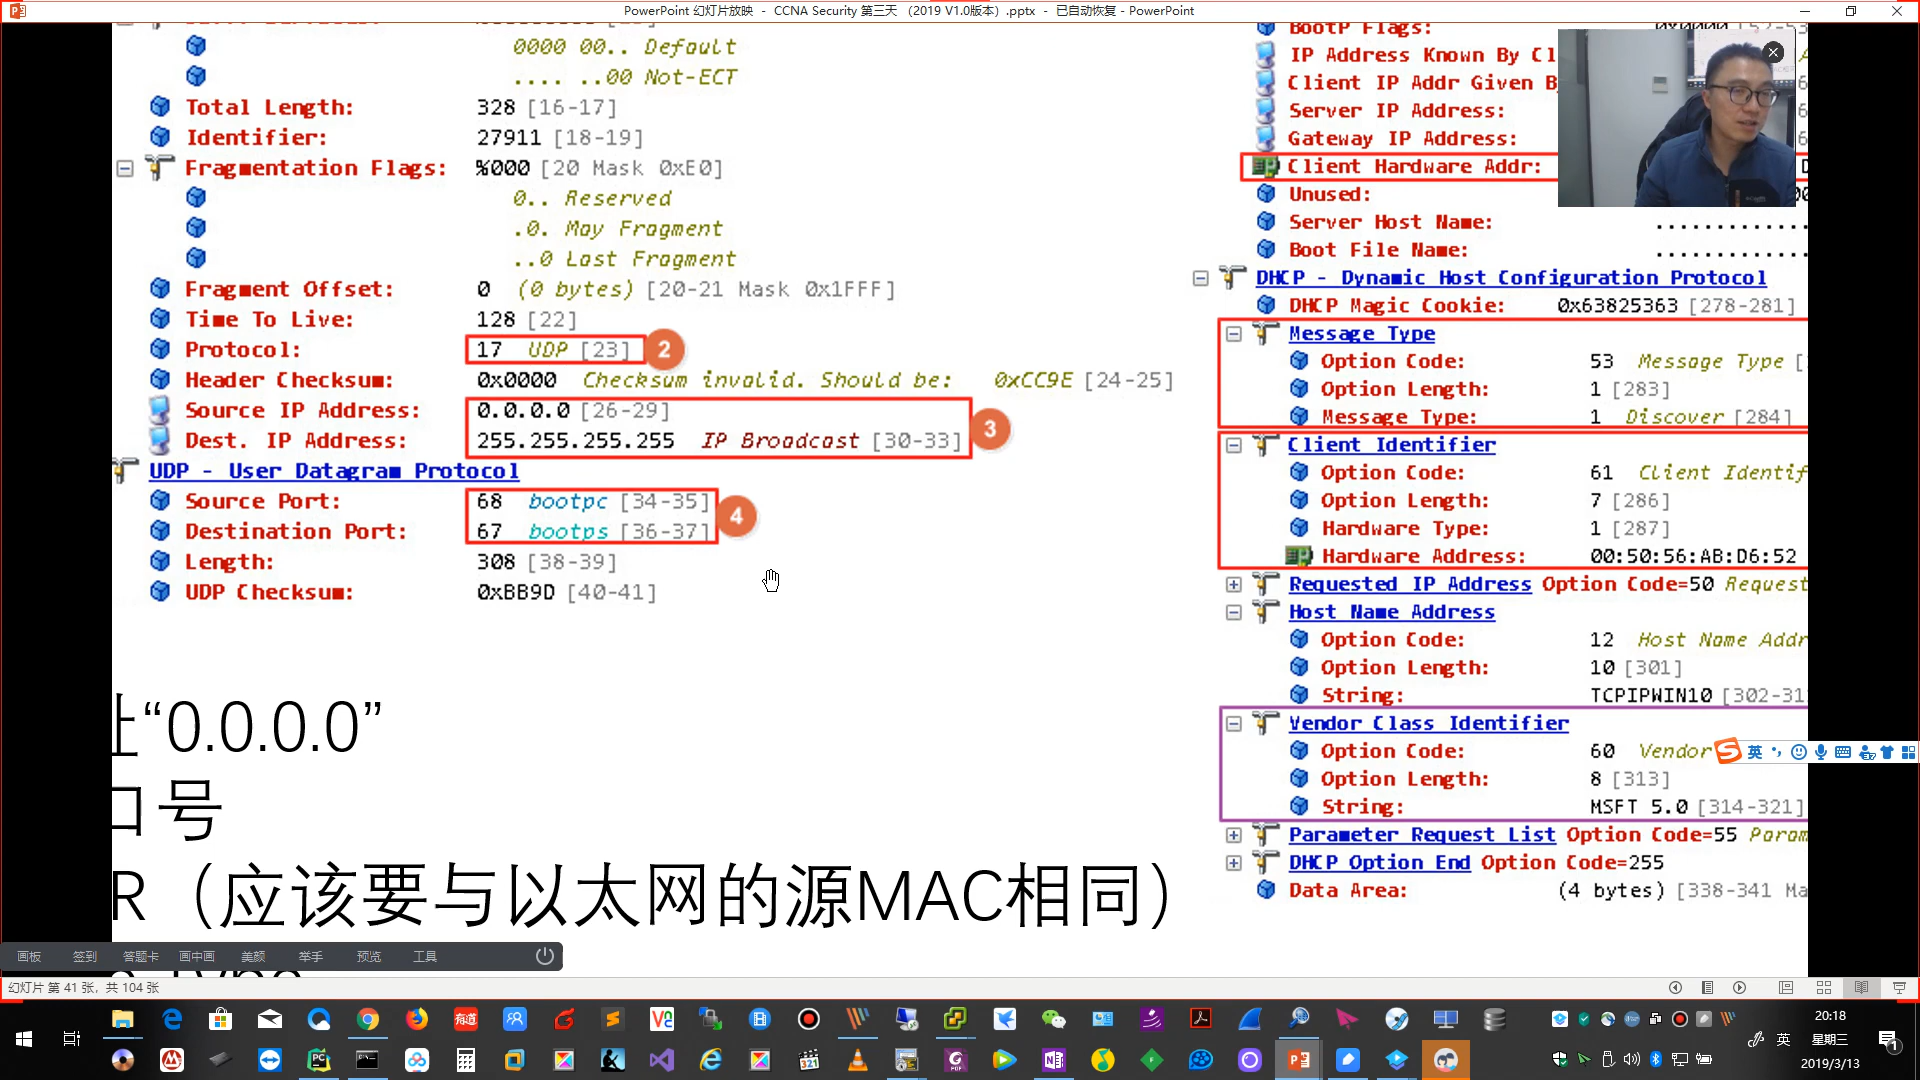 PowerPoint 幻灯片放映 - CCNA Security 第三天 （2019 V1.0版本）.pptx - 已自动恢复 - PowerPoint
0000 00.. Default
.... ..00 Not-ECT
Total Length: 328 [16-17]
Identifier: 27911 [18-19]
Fragmentation Flags: %000 [20 Mask 0xE0]
0.. Reserved
.0. May Fragment
..0 Last Fragment
Fragment Offset: 0 (0 bytes) [20-21 Mask 0x1FFF]
Time To Live: 128 [22]
Protocol: 17 UDP [23] 2
Header Checksum: 0x0000 Checksum invalid. Should be: 0xCC9E [24-25]
Source IP Address: 0.0.0.0 [26-29]
Dest. IP Address: 255.255.255.255 IP Broadcast [30-33] 3
UDP - User Datagram Protocol
Source Port: 68 bootpc [34-35]
Destination Port: 67 bootps [36-37] 4
Length: 308 [38-39]
UDP Checksum: 0xBB9D [40-41]
“0.0.0.0”
口号
R（应该要与以太网的源MAC相同）
BootP Flags:
IP Address Known By Cl
Client IP Addr Given B
Server IP Address:
Gateway IP Address:
Client Hardware Addr:
Unused:
Server Host Name: .............
Boot File Name: .............
DHCP - Dynamic Host Configuration Protocol
DHCP Magic Cookie: 0x63825363 [278-281]
Message Type
Option Code: 53 Message Type [
Option Length: 1 [283]
Message Type: 1 Discover [284]
Client Identifier
Option Code: 61 Client Identif
Option Length: 7 [286]
Hardware Type: 1 [287]
Hardware Address: 00:50:56:AB:D6:52
Requested IP Address Option Code=50 Request
Host Name Address
Option Code: 12 Host Name Addr
Option Length: 10 [301]
String: TCPIPWIN10 [302-31
Vendor Class Identifier
Option Code: 60 Vendor
Option Length: 8 [313]
String: MSFT 5.0 [314-321]
Parameter Request List Option Code=55 Param
DHCP Option End Option Code=255
Data Area: (4 bytes) [338-341 Ma
英
画板 签到 答题卡 画中画 美颜 举手 预览 工具
幻灯片 第 41 张，共 104 张
有道
321
英
20:18
星期三
2019/3/13
1